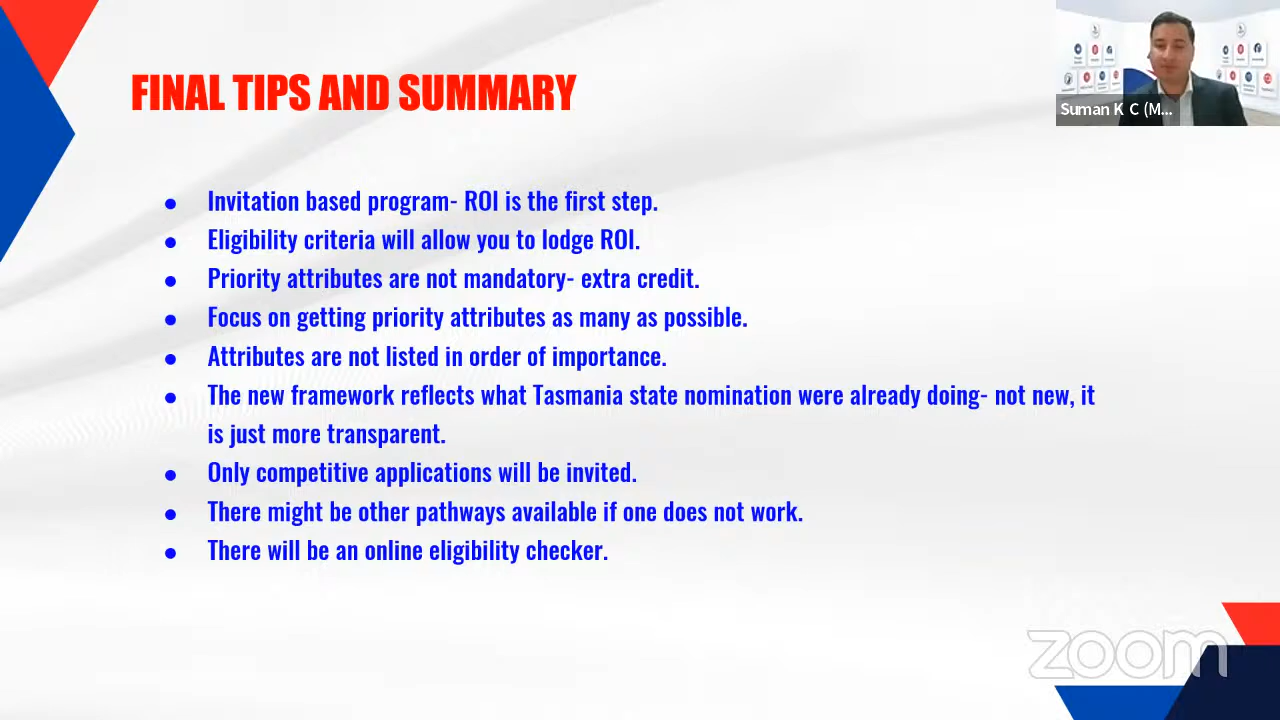 FINAL TIPS AND SUMMARY
Suman K C (M...
● Invitation based program- ROI is the first step.
● Eligibility criteria will allow you to lodge ROI.
● Priority attributes are not mandatory- extra credit.
● Focus on getting priority attributes as many as possible.
● Attributes are not listed in order of importance.
● The new framework reflects what Tasmania state nomination were already doing- not new, it
is just more transparent.
● Only competitive applications will be invited.
● There might be other pathways available if one does not work.
● There will be an online eligibility checker.
zoom